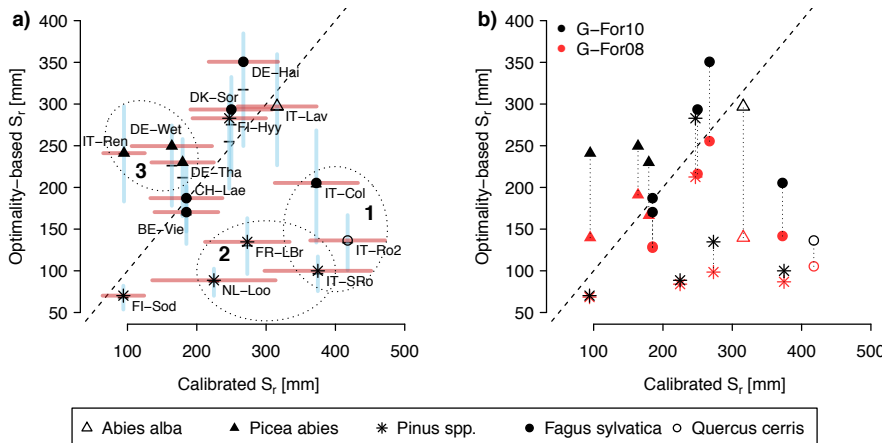 a)
b)
Optimality-based Sr [mm]
400
350
300
250
200
150
100
50
100
200
300
400
500
Calibrated Sr [mm]
DE-Hai
DK-Sor
IT-Lav
FI-Hyy
DE-Wet
IT-Ren
3
DE-Tha
CH-Lae
IT-Col
1
BE-Vie
2
FR-LBr
IT-Ro2
NL-Loo
IT-SRo
FI-Sod
G-For10
G-For08
Optimality-based Sr [mm]
400
350
300
250
200
150
100
50
100
200
300
400
500
Calibrated Sr [mm]
Abies alba
Picea abies
Pinus spp.
Fagus sylvatica
Quercus cerris